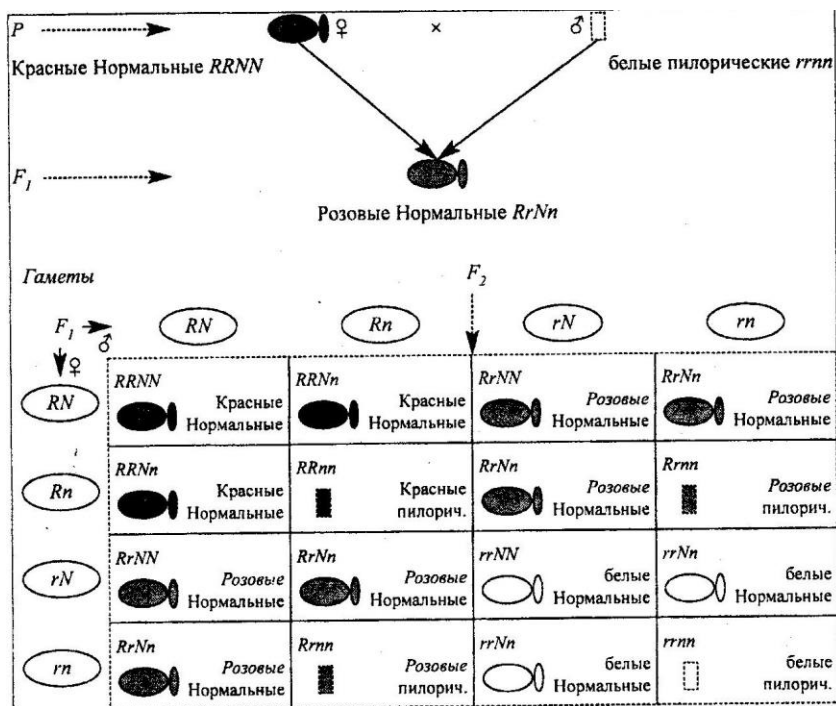 P ♀ × ♂
Красные Нормальные RRNN белые пилорические rrnn
F₁
Розовые Нормальные RrNn
Гаметы F₂
F₁ ♂ RN Rn rN rn
♀
RN
RRNN Красные Нормальные
RRNn Красные Нормальные
RrNN Розовые Нормальные
RrNn Розовые Нормальные
Rn
RRNn Красные Нормальные
RRnn Красные пилорич.
RrNn Розовые Нормальные
Rrnn Розовые пилорич.
rN
RrNN Розовые Нормальные
RrNn Розовые Нормальные
rrNN белые Нормальные
rrNn белые Нормальные
rn
RrNn Розовые Нормальные
Rrnn Розовые пилорич.
rrNn белые Нормальные
rrnn белые пилорич.